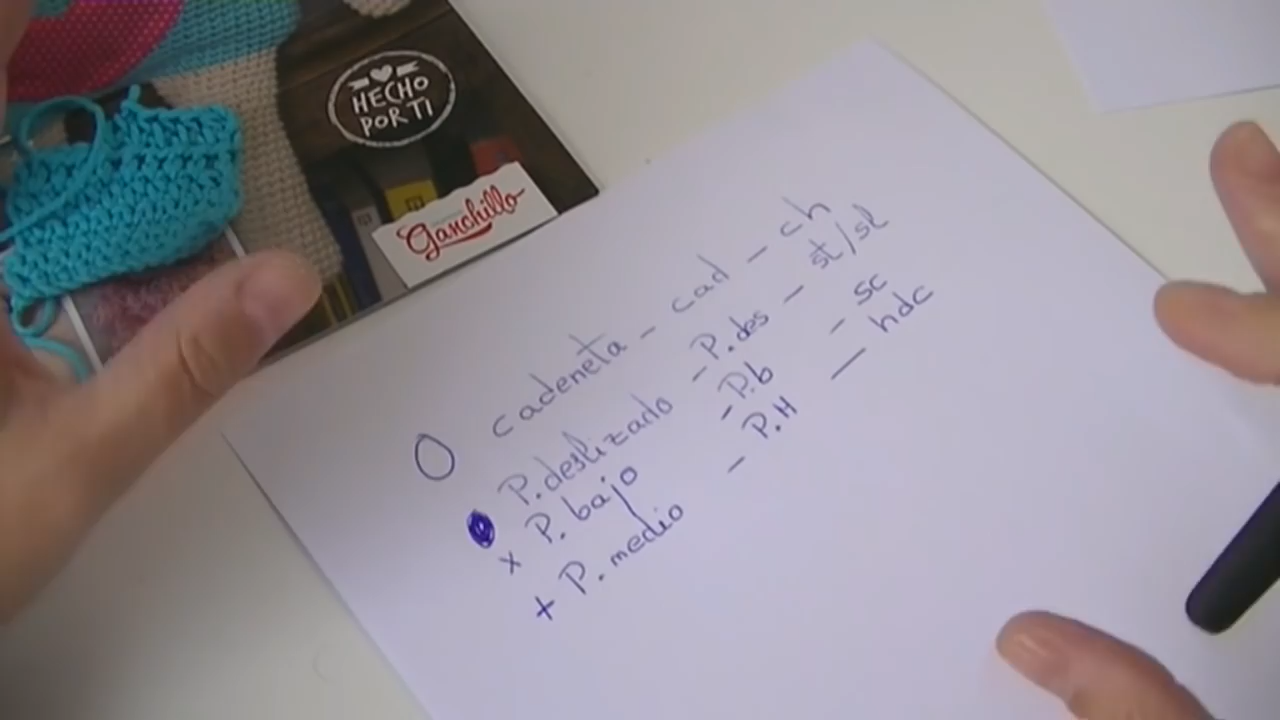 HECHO
POR TI
Ganchillo
O cadeneta - cad - ch
P. deslizado - P. des - st/sl
x P. bajo - P.b - sc
+ P. medio - P.H - hdc